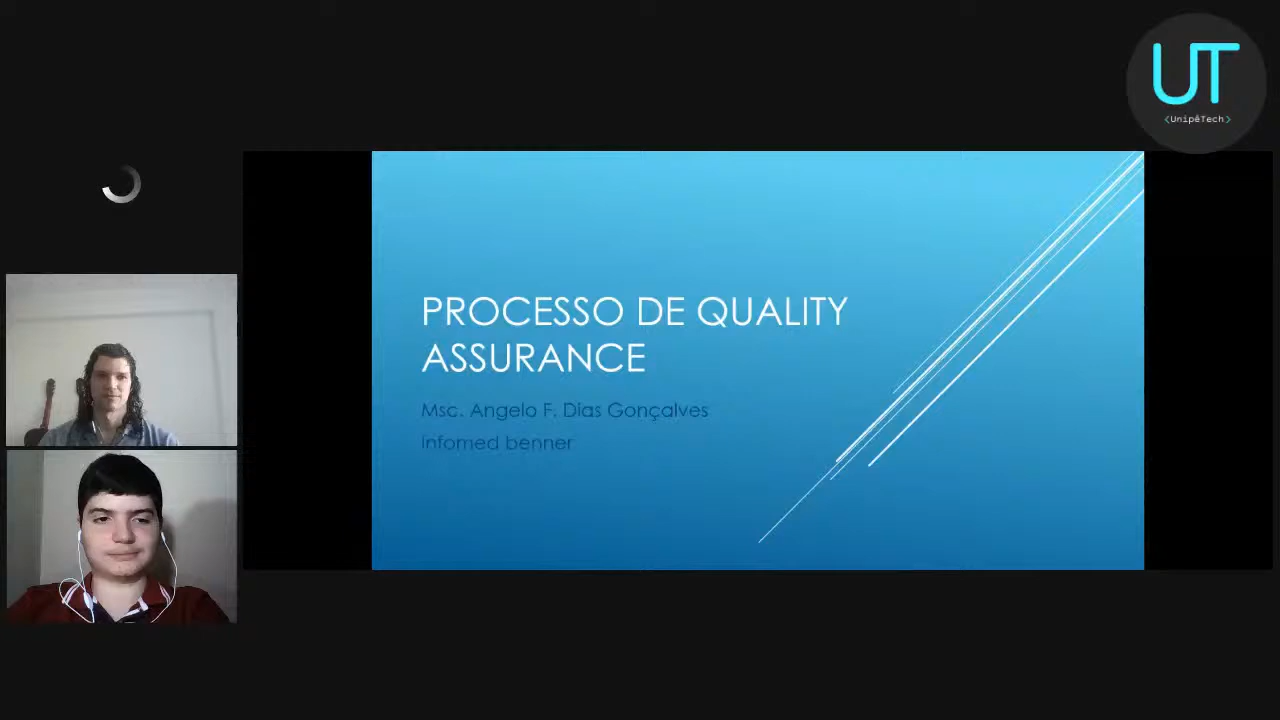 UT
<UnipêTech>
PROCESSO DE QUALITY
ASSURANCE
Msc. Angelo F. Dias Gonçalves
Infomed benner